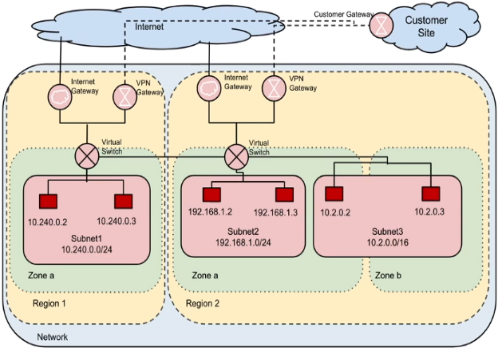 Internet
Customer Gateway
Customer
Site
Internet
Gateway
VPN
Gateway
Internet
Gateway
VPN
Gateway
Virtual
Switch
Virtual
Switch
10.240.0.2
10.240.0.3
Subnet1
10.240.0.0/24
192.168.1.2
192.168.1.3
Subnet2
192.168.1.0/24
10.2.0.2
10.2.0.3
Subnet3
10.2.0.0/16
Zone a
Zone a
Zone b
Region 1
Region 2
Network